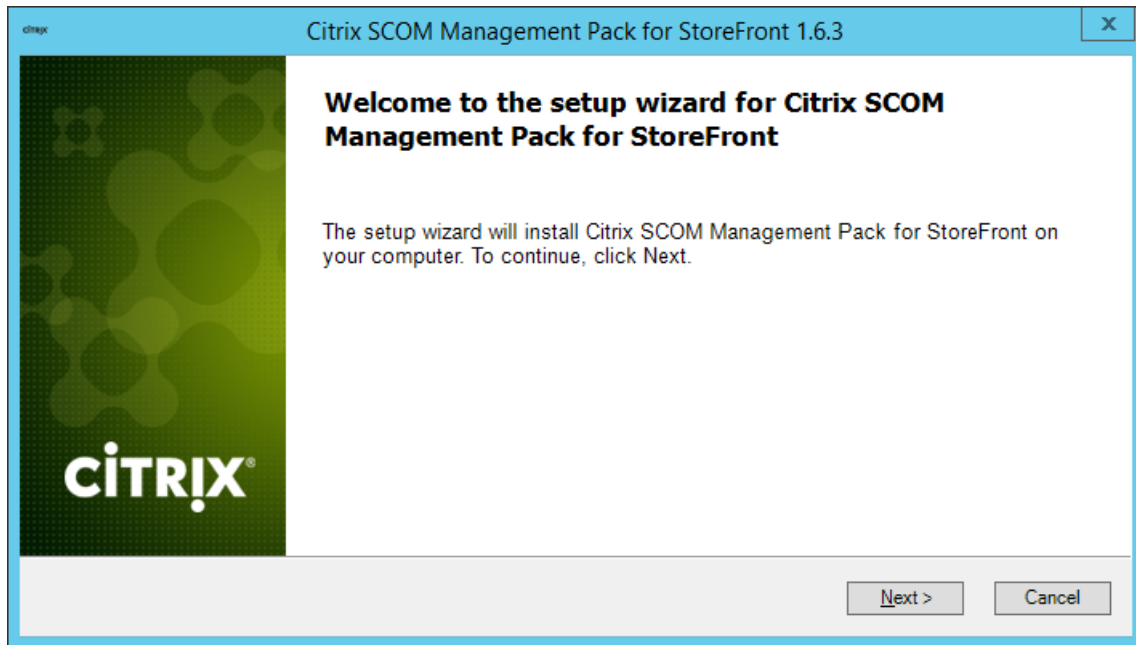 citrix
Citrix SCOM Management Pack for StoreFront 1.6.3
X
Welcome to the setup wizard for Citrix SCOM
Management Pack for StoreFront
The setup wizard will install Citrix SCOM Management Pack for StoreFront on
your computer. To continue, click Next.
CİTRIX®
Next >
Cancel